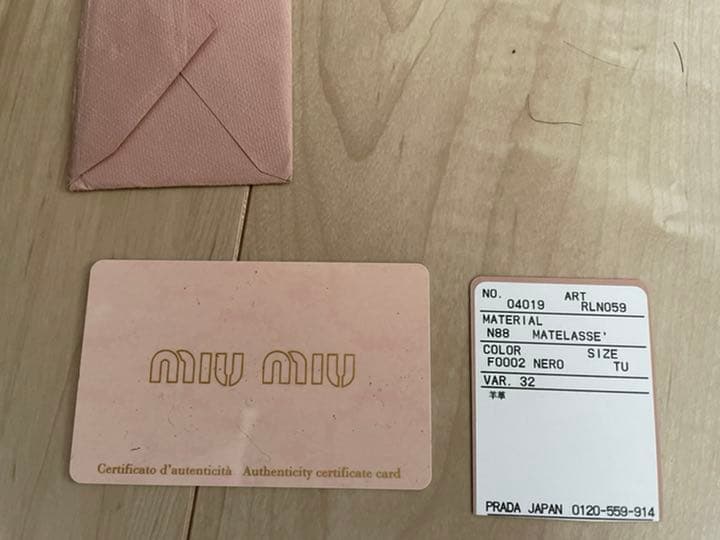 miu miu
Certificato d'autenticità Authenticity certificate card
NO. ART
04019 RLN059
MATERIAL
N88 MATELASSE'
COLOR SIZE
F0002 NERO TU
VAR. 32
羊革
PRADA JAPAN 0120-559-914